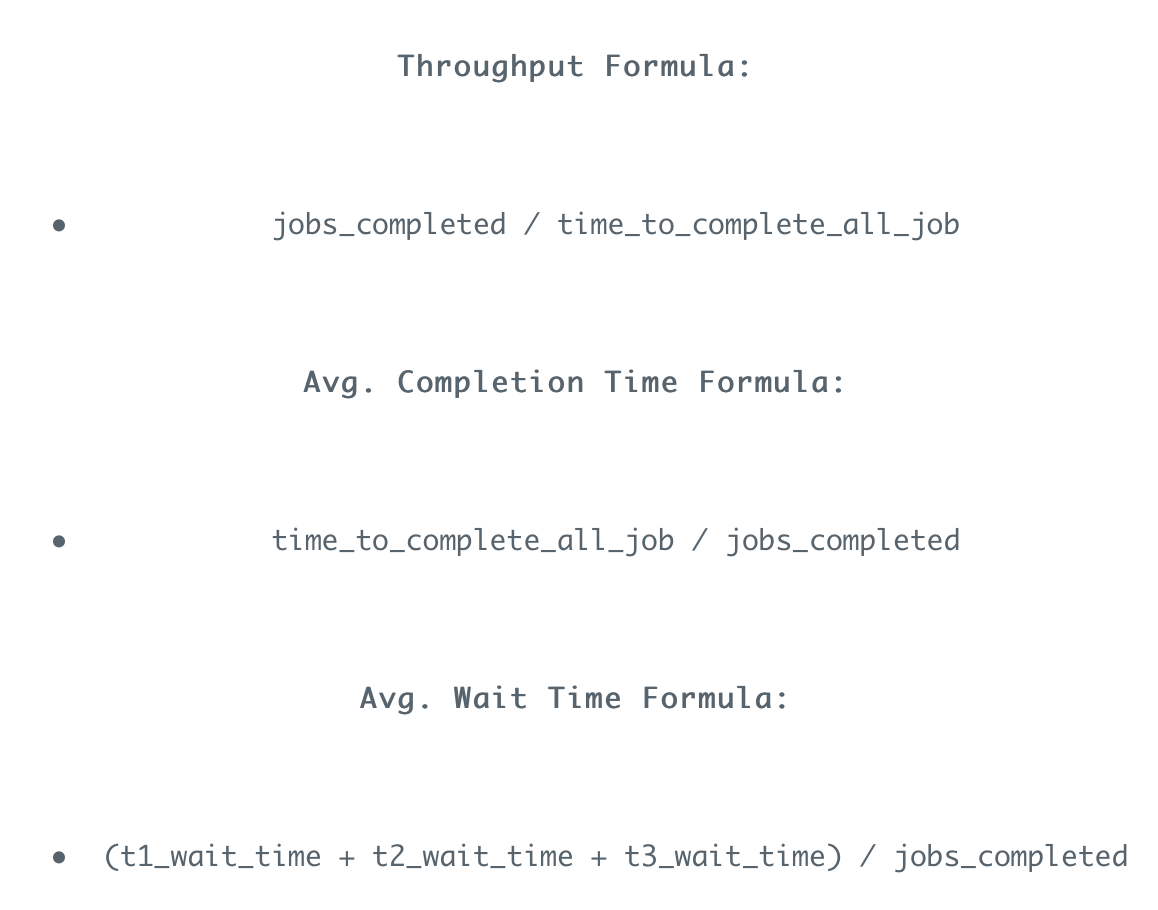 Throughput Formula:
• jobs_completed / time_to_complete_all_job
Avg. Completion Time Formula:
• time_to_complete_all_job / jobs_completed
Avg. Wait Time Formula:
• (t1_wait_time + t2_wait_time + t3_wait_time) / jobs_completed